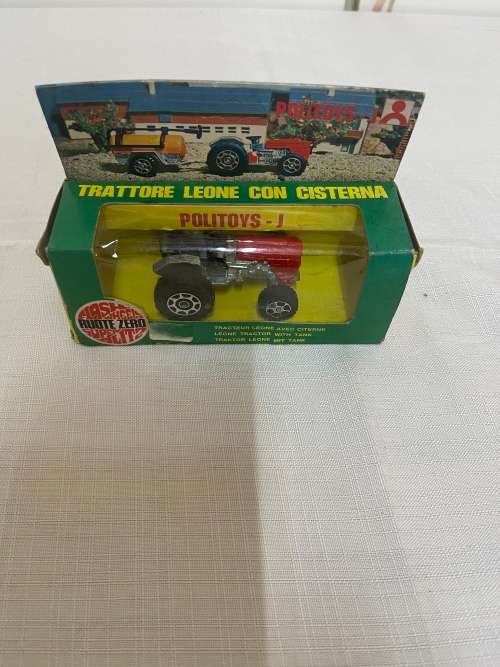 POLITOYS-J
TRATTORE LEONE CON CISTERNA
POLITOYS-J
RUOTE ZERO
TRACTEUR LEONE AVEC CITERNE
LEONE TRACTOR WITH TANK
TRAKTOR LEONE MIT TANK